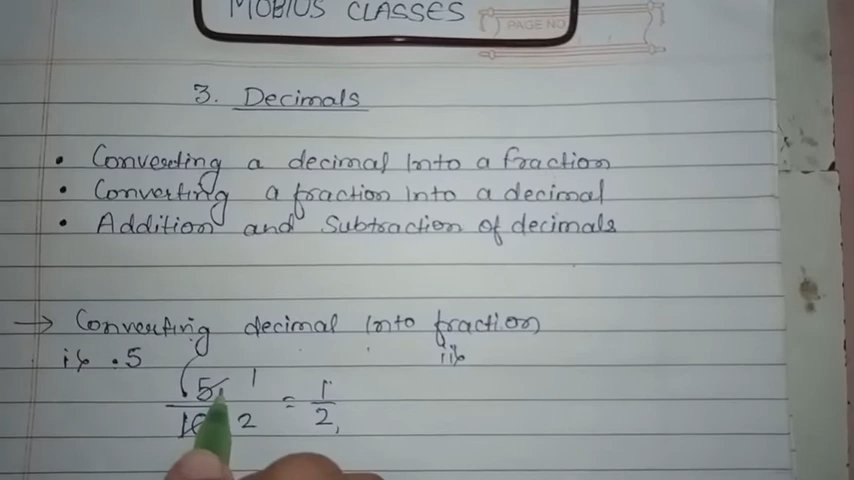 MOBIUS CLASSES
PAGE NO
3. Decimals
• Converting a decimal into a fraction
• Converting a fraction into a decimal
• Addition and Subtraction of decimals
→ Converting decimal into fraction
i% .5 ii%
5 1 = 1
10 2 2